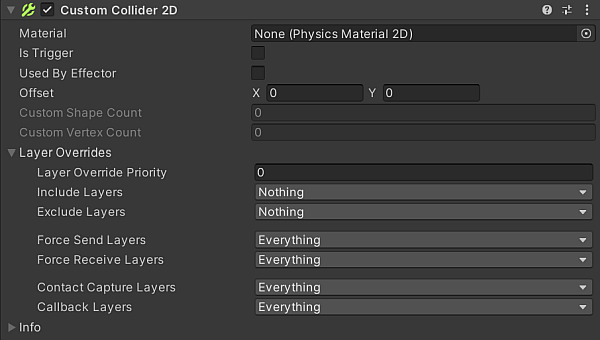 Custom Collider 2D
Material None (Physics Material 2D)
Is Trigger
Used By Effector
Offset X 0 Y 0
Custom Shape Count 0
Custom Vertex Count 0
Layer Overrides
Layer Override Priority 0
Include Layers Nothing
Exclude Layers Nothing
Force Send Layers Everything
Force Receive Layers Everything
Contact Capture Layers Everything
Callback Layers Everything
Info